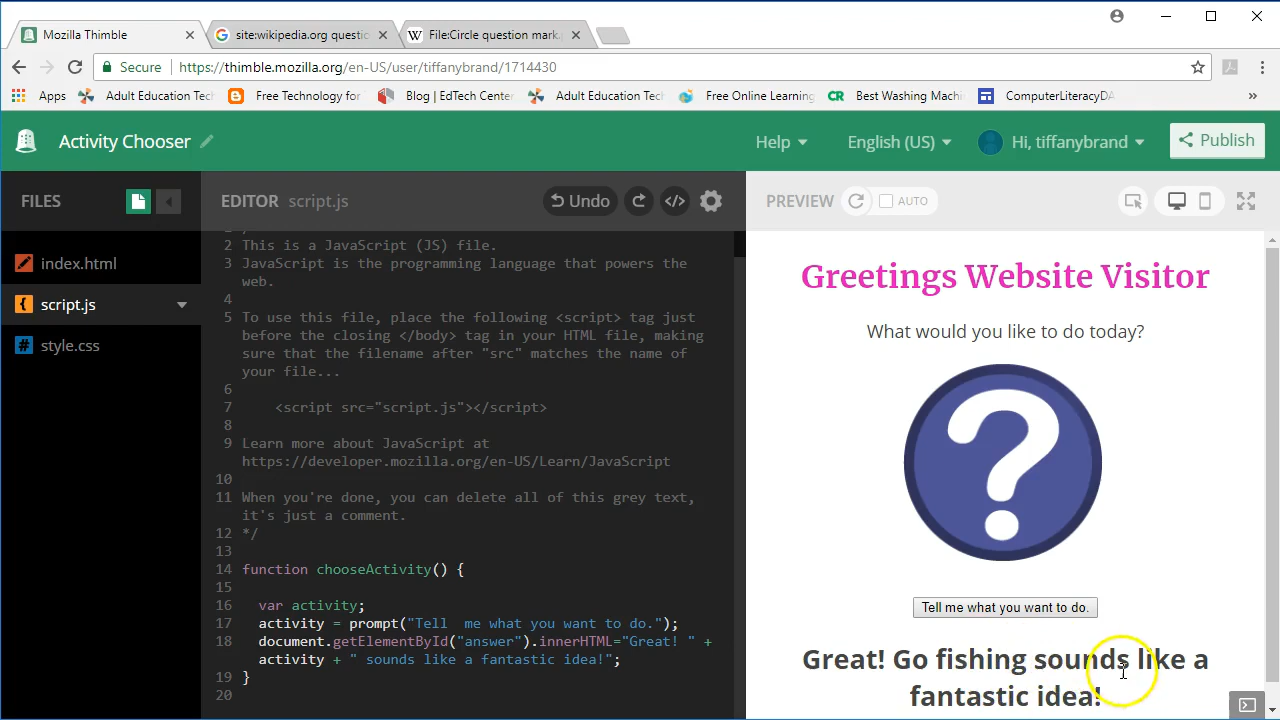 Mozilla Thimble
site:wikipedia.org questic
File:Circle question mark.
Secure https://thimble.mozilla.org/en-US/user/tiffanybrand/1714430
Apps Adult Education Tec Free Technology for Blog | EdTech Center Adult Education Tec Free Online Learning Best Washing Machi ComputerLiteracyDA »
Activity Chooser Help English (US) Hi, tiffanybrand Publish
FILES
EDITOR script.js Undo </>
PREVIEW AUTO
index.html
script.js
style.css
2 This is a JavaScript (JS) file.
3 JavaScript is the programming language that powers the
web.
4
5 To use this file, place the following <script> tag just
before the closing </body> tag in your HTML file, making
sure that the filename after "src" matches the name of
your file...
6
7 <script src="script.js"></script>
8
9 Learn more about JavaScript at
https://developer.mozilla.org/en-US/Learn/JavaScript
10
11 When you're done, you can delete all of this grey text,
it's just a comment.
12 */
13
14 function chooseActivity() {
15
16 var activity;
17 activity = prompt("Tell  me what you want to do.");
18 document.getElementById("answer").innerHTML="Great! " +
activity + " sounds like a fantastic idea!";
19 }
20
Greetings Website Visitor
What would you like to do today?
?
Tell me what you want to do.
Great! Go fishing sounds like a
fantastic idea!